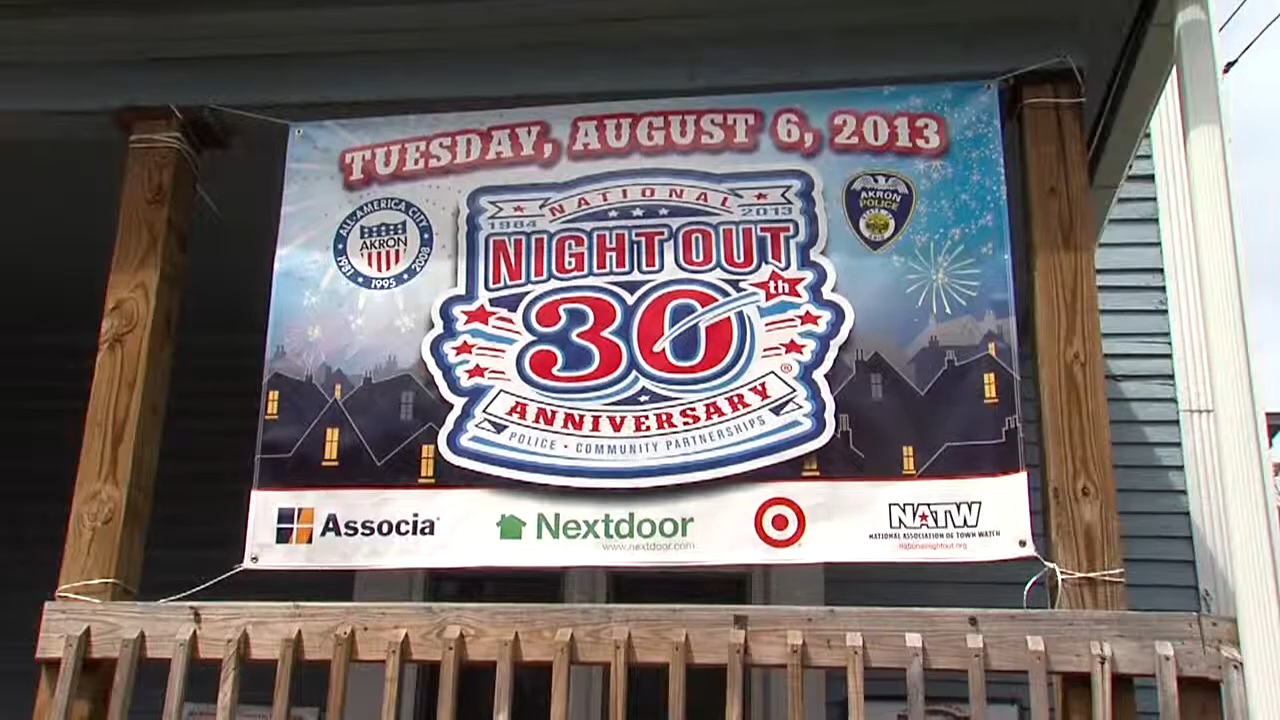 TUESDAY, AUGUST 6, 2013
ALL-AMERICA CITY
AKRON
1981 • 1995 • 2008
AKRON
POLICE
NATIONAL
1984 2013
NIGHT OUT
30th
ANNIVERSARY
®
POLICE • COMMUNITY PARTNERSHIPS
Associa
Nextdoor
www.nextdoor.com
NATW
NATIONAL ASSOCIATION OF TOWN WATCH
nationalnightout.org